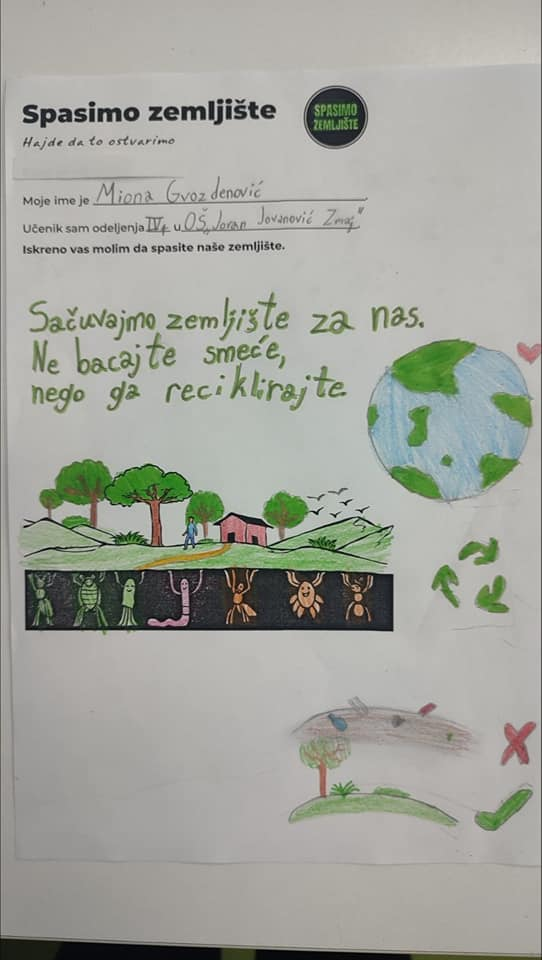 Spasimo zemljište
Hajde da to ostvarimo
SPASIMO
ZEMLJIŠTE
Moje ime je Miona Gvozdenović
Učenik sam odeljenja IV4 u OŠ „Joran Jovanović Zmaj"
Iskreno vas molim da spasite naše zemljište.
Sačuvajmo zemljište za nas.
Ne bacajte smeće,
nego ga reciklirajte